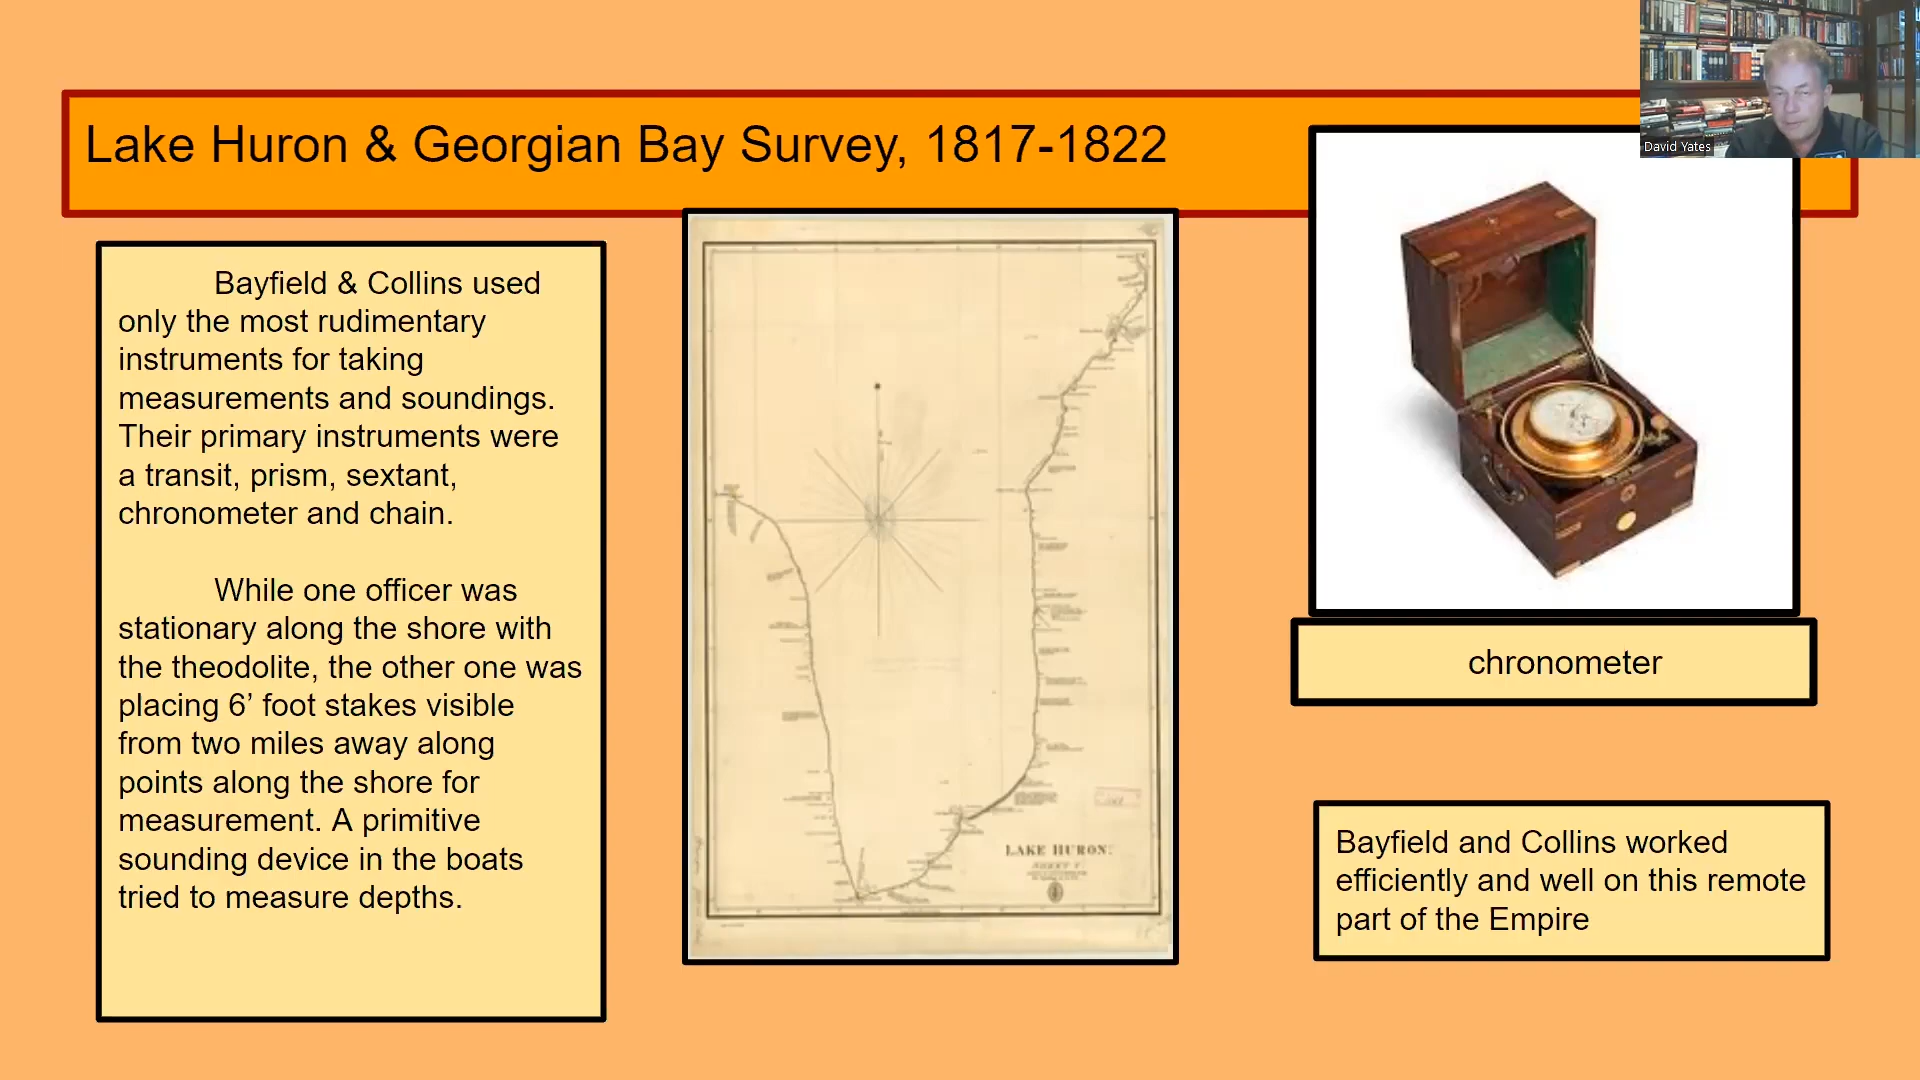 Lake Huron & Georgian Bay Survey, 1817-1822
David Yates
Bayfield & Collins used
only the most rudimentary
instruments for taking
measurements and soundings.
Their primary instruments were
a transit, prism, sextant,
chronometer and chain.
While one officer was
stationary along the shore with
the theodolite, the other one was
placing 6’ foot stakes visible
from two miles away along
points along the shore for
measurement. A primitive
sounding device in the boats
tried to measure depths.
LAKE HURON.
chronometer
Bayfield and Collins worked
efficiently and well on this remote
part of the Empire